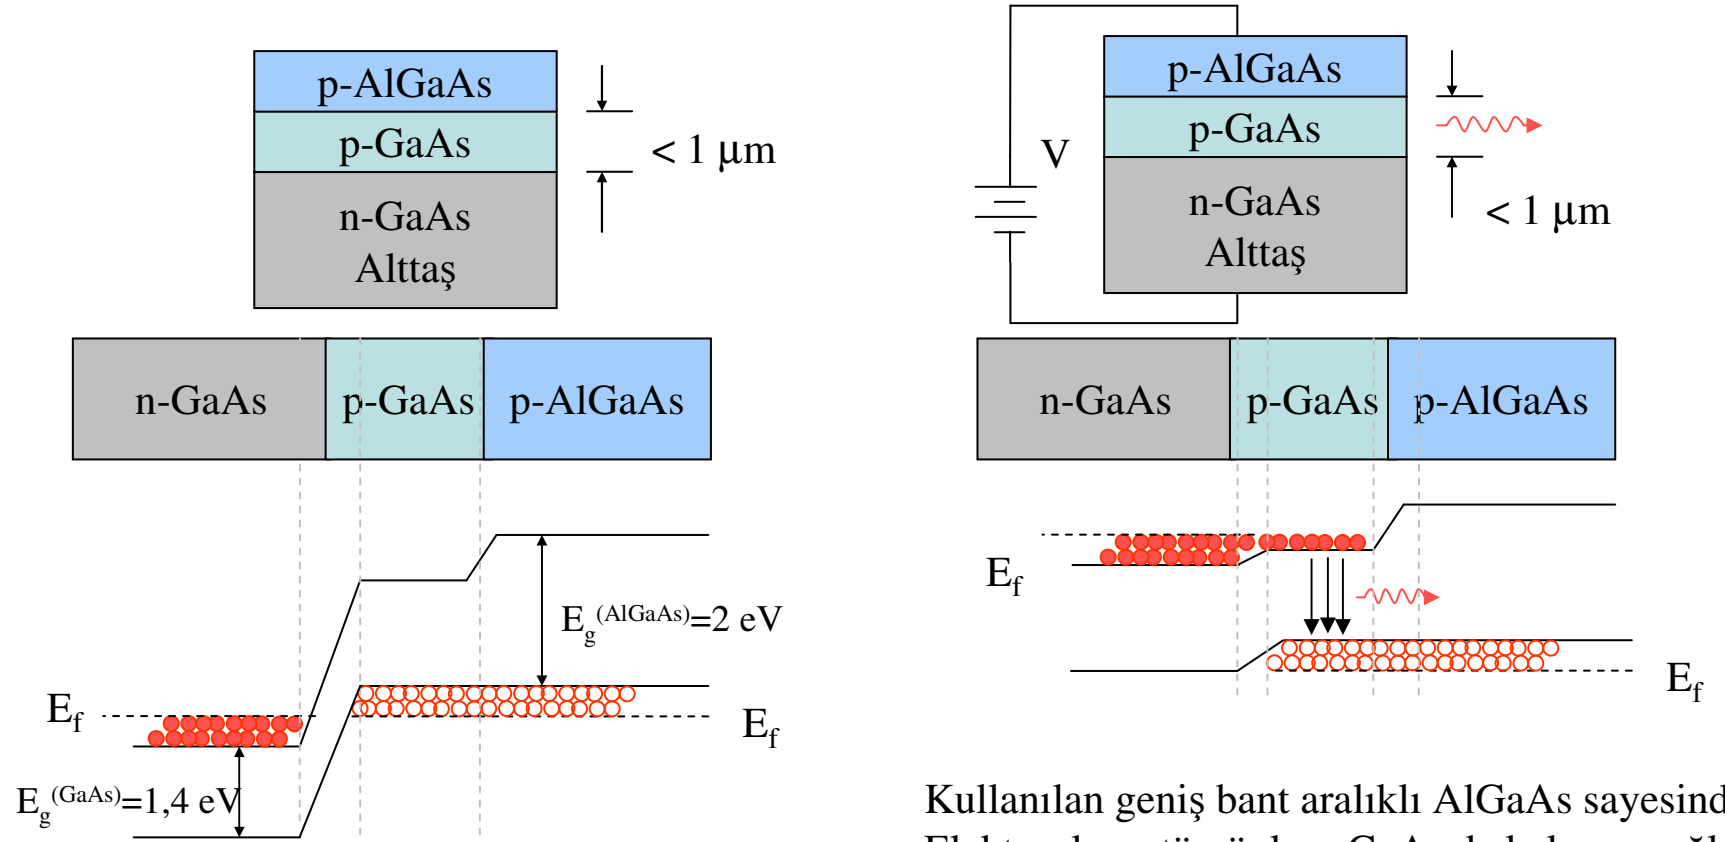 p-AlGaAs
p-GaAs
< 1 μm
n-GaAs
Alttaş
n-GaAs
p-GaAs
p-AlGaAs
Eg(AlGaAs)=2 eV
Ef
Ef
Eg(GaAs)=1,4 eV
p-AlGaAs
V
p-GaAs
n-GaAs
< 1 μm
Alttaş
n-GaAs
p-GaAs
p-AlGaAs
Ef
Ef
Kullanılan geniş bant aralıklı AlGaAs